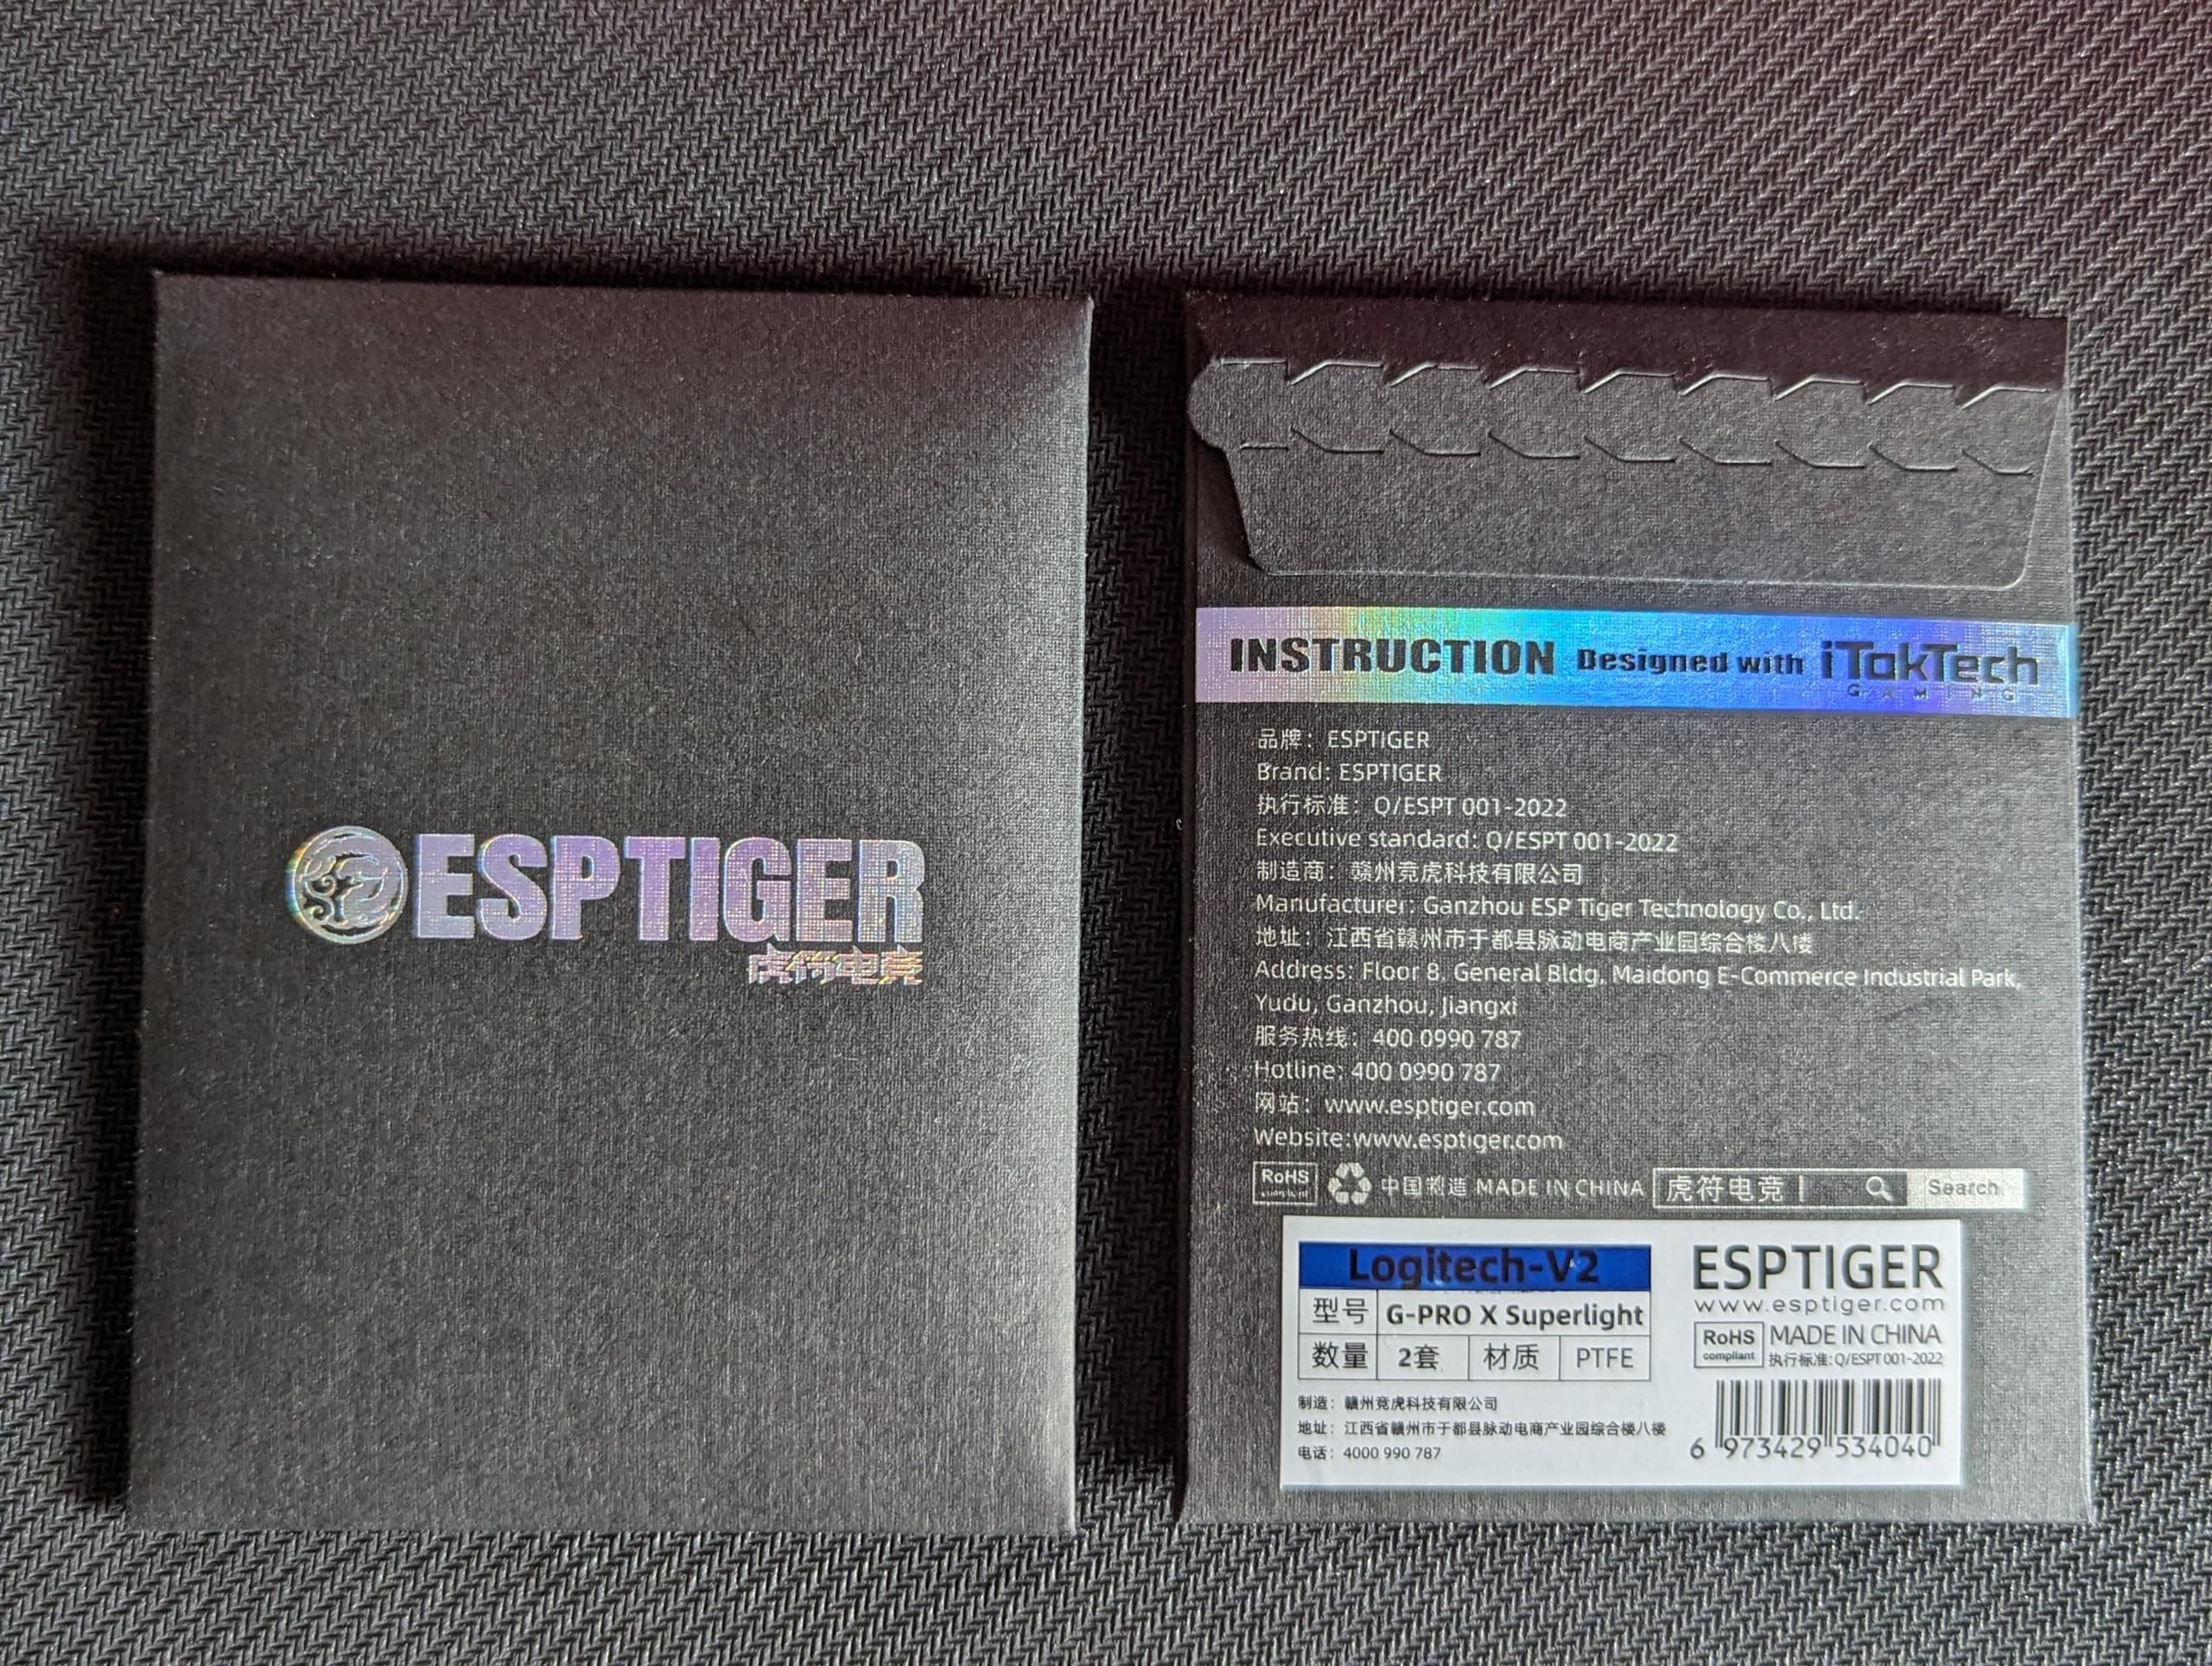 ESPTIGER
虎符电竞
INSTRUCTION Designed with iTakTech
GAMING
品牌：ESPTIGER
Brand: ESPTIGER
执行标准：Q/ESPT 001-2022
Executive standard: Q/ESPT 001-2022
制造商：赣州竞虎科技有限公司
Manufacturer: Ganzhou ESP Tiger Technology Co., Ltd.
地址：江西省赣州市于都县脉动电商产业园综合楼八楼
Address: Floor 8. General Bldg, Maidong E-Commerce Industrial Park,
Yudu, Ganzhou, Jiangxi
服务热线：400 0990 787
Hotline: 400 0990 787
网站：www.esptiger.com
Website:www.esptiger.com
RoHS compliant 中国制造 MADE IN CHINA 虎符电竞 Search
Logitech-V2
型号 G-PRO X Superlight
数量 2套 材质 PTFE
制造：赣州竞虎科技有限公司
地址：江西省赣州市于都县脉动电商产业园综合楼八楼
电话：4000 990 787
ESPTIGER
www.esptiger.com
RoHS compliant MADE IN CHINA
执行标准:Q/ESPT 001-2022
6 973429 534040